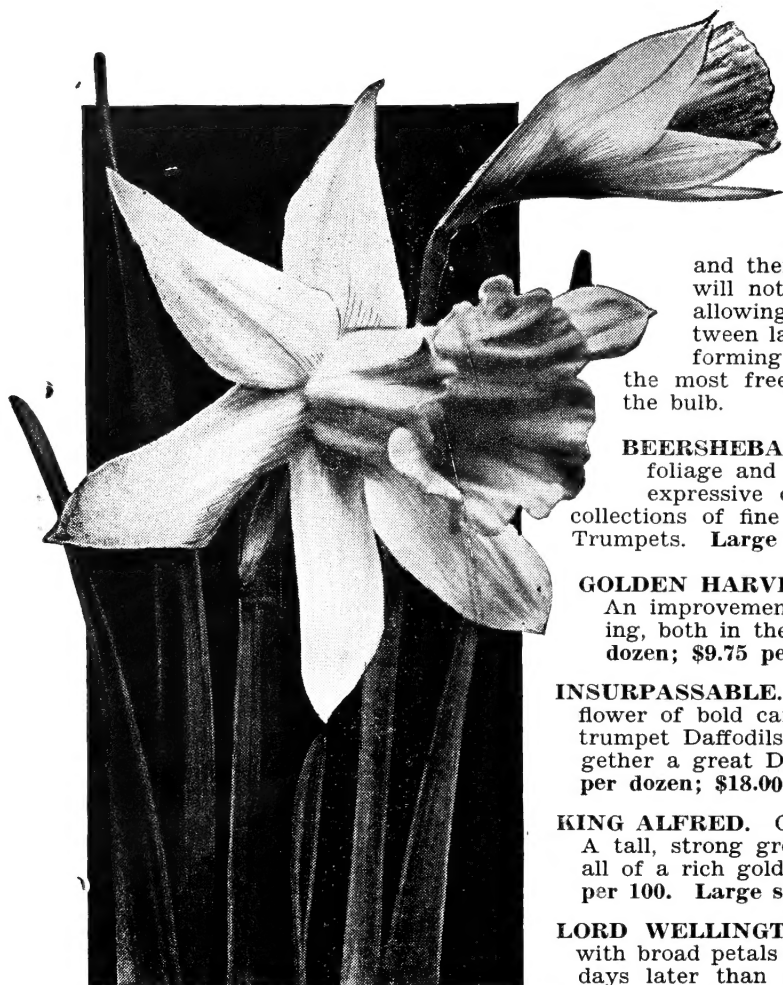 and the
will not
allowing
tween la
forming
the most free
the bulb.
BEERSHEBA
foliage and
expressive
collections of fine
Trumpets. Large
GOLDEN HARV
An improvemen
ing, both in the
dozen; $9.75 pe
INSURPASSABLE.
flower of bold ca
trumpet Daffodils
gether a great D
per dozen; $18.00
KING ALFRED.
A tall, strong gr
all of a rich gold
per 100. Large s
LORD WELLINGT
with broad petals
days later than